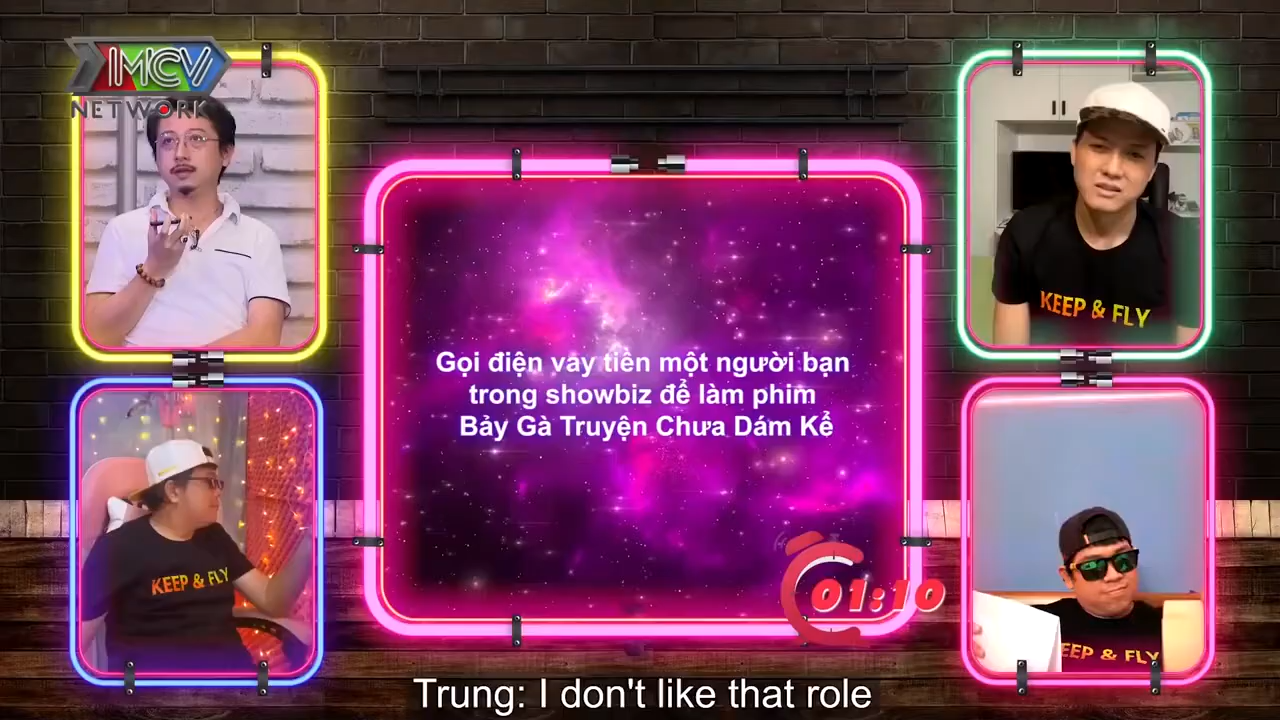 MCV
NETWORK
KEEP & FLY
Gọi điện vay tiền một người bạn
trong showbiz để làm phim
Bảy Gà Truyện Chưa Dám Kể
KEEP & FLY
01:10
KEEP & FLY
Trung: I don't like that role